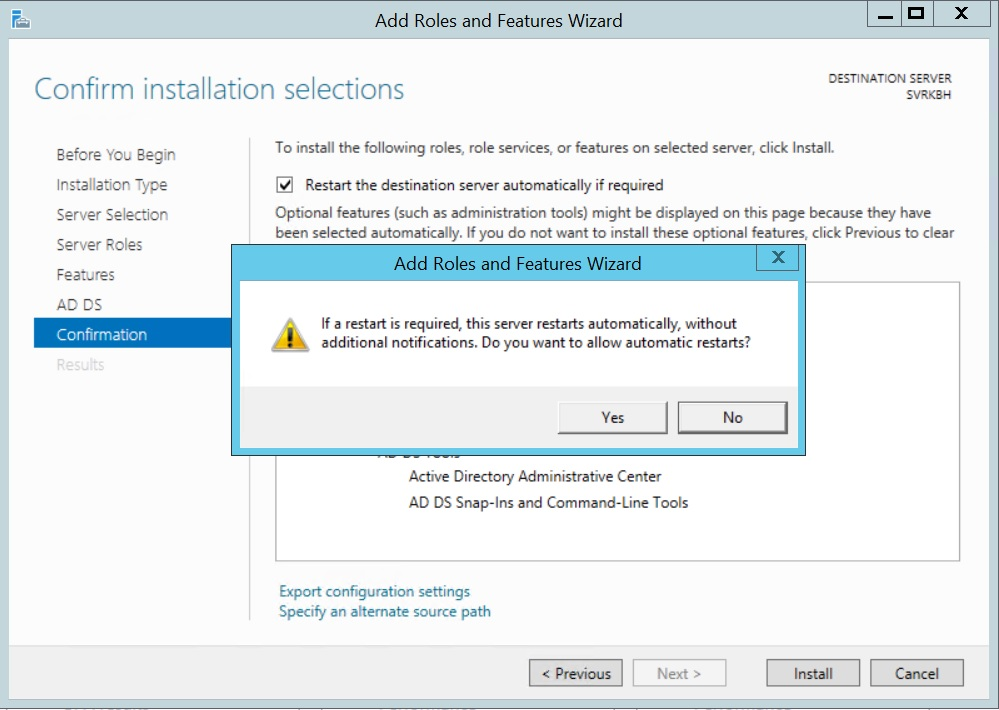 Add Roles and Features Wizard
Confirm installation selections
DESTINATION SERVER
SVRKBH
Before You Begin
Installation Type
Server Selection
Server Roles
Features
AD DS
Confirmation
Results
To install the following roles, role services, or features on selected server, click Install.
Restart the destination server automatically if required
Optional features (such as administration tools) might be displayed on this page because they have
been selected automatically. If you do not want to install these optional features, click Previous to clear
Add Roles and Features Wizard
If a restart is required, this server restarts automatically, without
additional notifications. Do you want to allow automatic restarts?
Yes
No
AD DS Tools
Active Directory Administrative Center
AD DS Snap-Ins and Command-Line Tools
Export configuration settings
Specify an alternate source path
< Previous
Next >
Install
Cancel